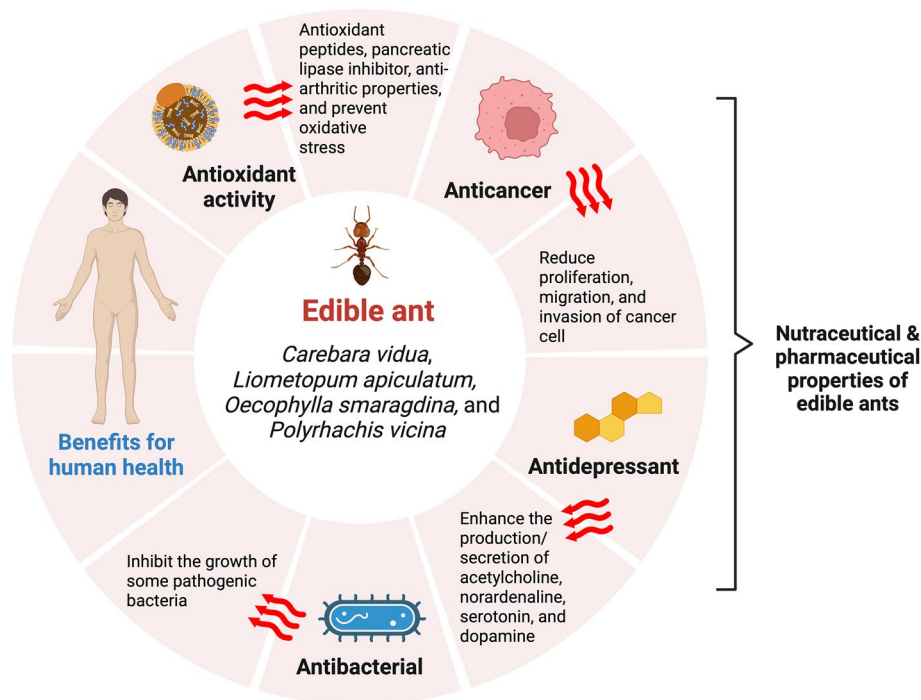 Antioxidant
peptides, pancreatic
lipase inhibitor, anti-
arthritic properties,
and prevent
oxidative
stress
Antioxidant
activity
Anticancer
Reduce
proliferation,
migration, and
invasion of cancer
cell
Edible ant
Carebara vidua,
Liometopum apiculatum,
Oecophylla smaragdina, and
Polyrhachis vicina
Nutraceutical &
pharmaceutical
properties of
edible ants
Benefits for
human health
Antidepressant
Enhance the
production/
secretion of
acetylcholine,
norardenaline,
serotonin, and
dopamine
Inhibit the growth of
some pathogenic
bacteria
Antibacterial